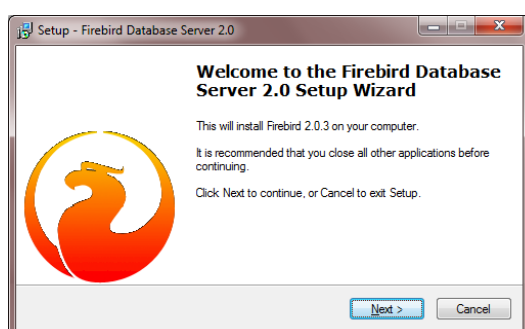 Setup - Firebird Database Server 2.0
Welcome to the Firebird Database
Server 2.0 Setup Wizard
This will install Firebird 2.0.3 on your computer.
It is recommended that you close all other applications before
continuing.
Click Next to continue, or Cancel to exit Setup.
Next >
Cancel